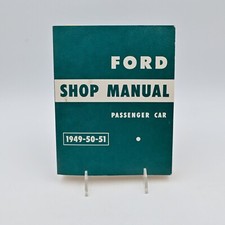 FORD
SHOP MANUAL
PASSENGER CAR
1949-50-51